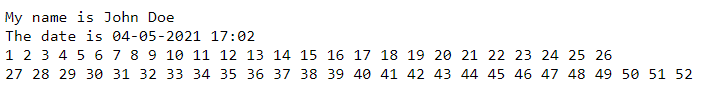 My name is John Doe
The date is 04-05-2021 17:02
1 2 3 4 5 6 7 8 9 10 11 12 13 14 15 16 17 18 19 20 21 22 23 24 25 26
27 28 29 30 31 32 33 34 35 36 37 38 39 40 41 42 43 44 45 46 47 48 49 50 51 52